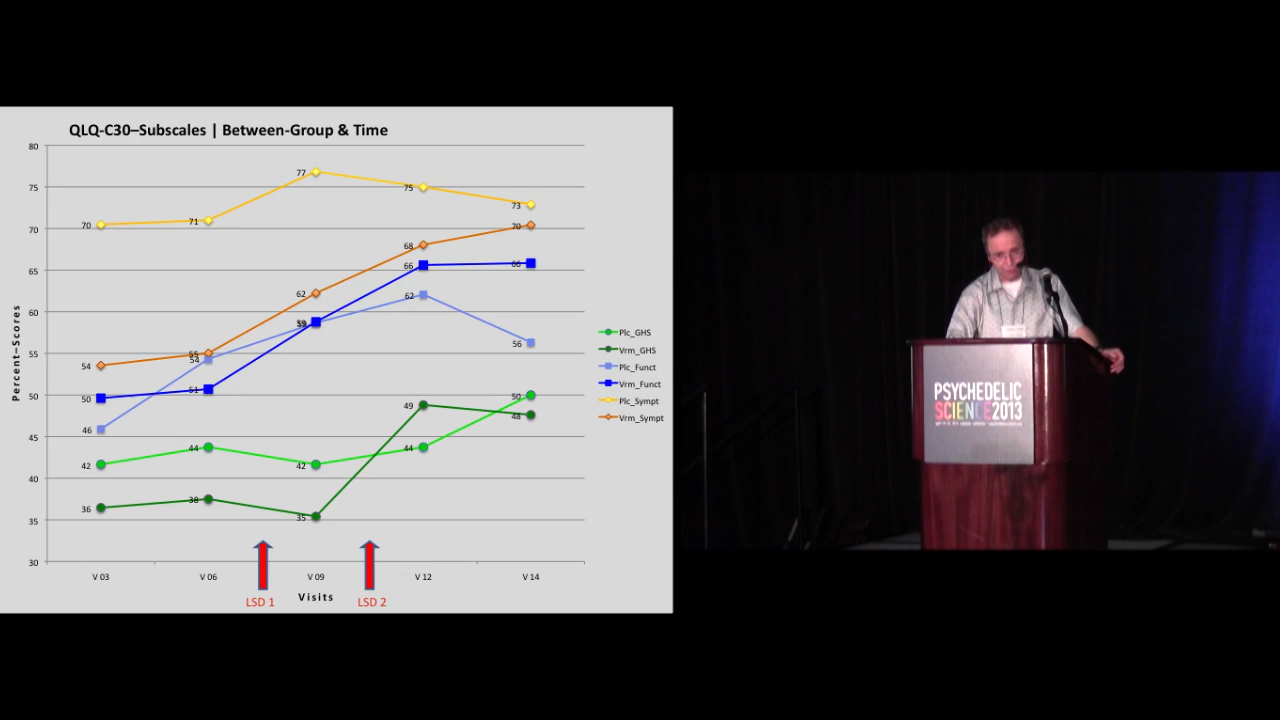 QLQ-C30–Subscales | Between-Group & Time
Percent–Scores
80
75
70
65
60
55
50
45
40
35
30
70
71
77
75
73
54
55
62
68
70
50
51
59
66
66
46
54
62
56
42
44
42
44
50
36
38
35
49
48
V 03
V 06
V 09
V 12
V 14
Visits
LSD 1
LSD 2
Plc_GHS
Vrm_GHS
Plc_Funct
Vrm_Funct
Plc_Sympt
Vrm_Sympt
PSYCHEDELIC
SCIENCE2013